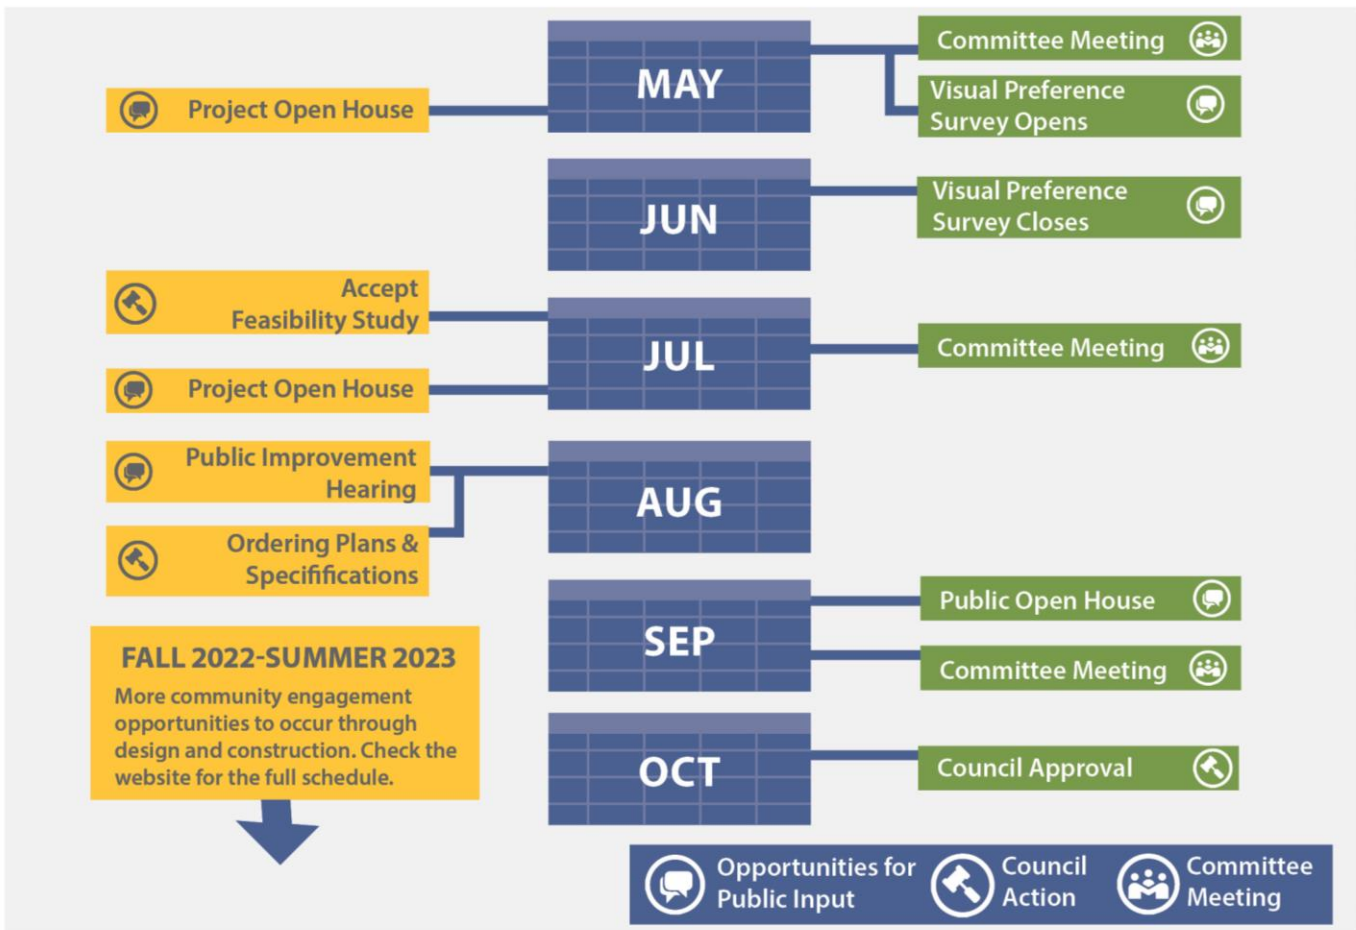 MAY
Project Open House
Committee Meeting
Visual Preference
Survey Opens
JUN
Visual Preference
Survey Closes
Accept
Feasibility Study
JUL
Project Open House
Committee Meeting
Public Improvement
Hearing
AUG
Ordering Plans &
Specififications
SEP
Public Open House
Committee Meeting
OCT
Council Approval
FALL 2022-SUMMER 2023
More community engagement
opportunities to occur through
design and construction. Check the
website for the full schedule.
Opportunities for
Public Input
Council
Action
Committee
Meeting